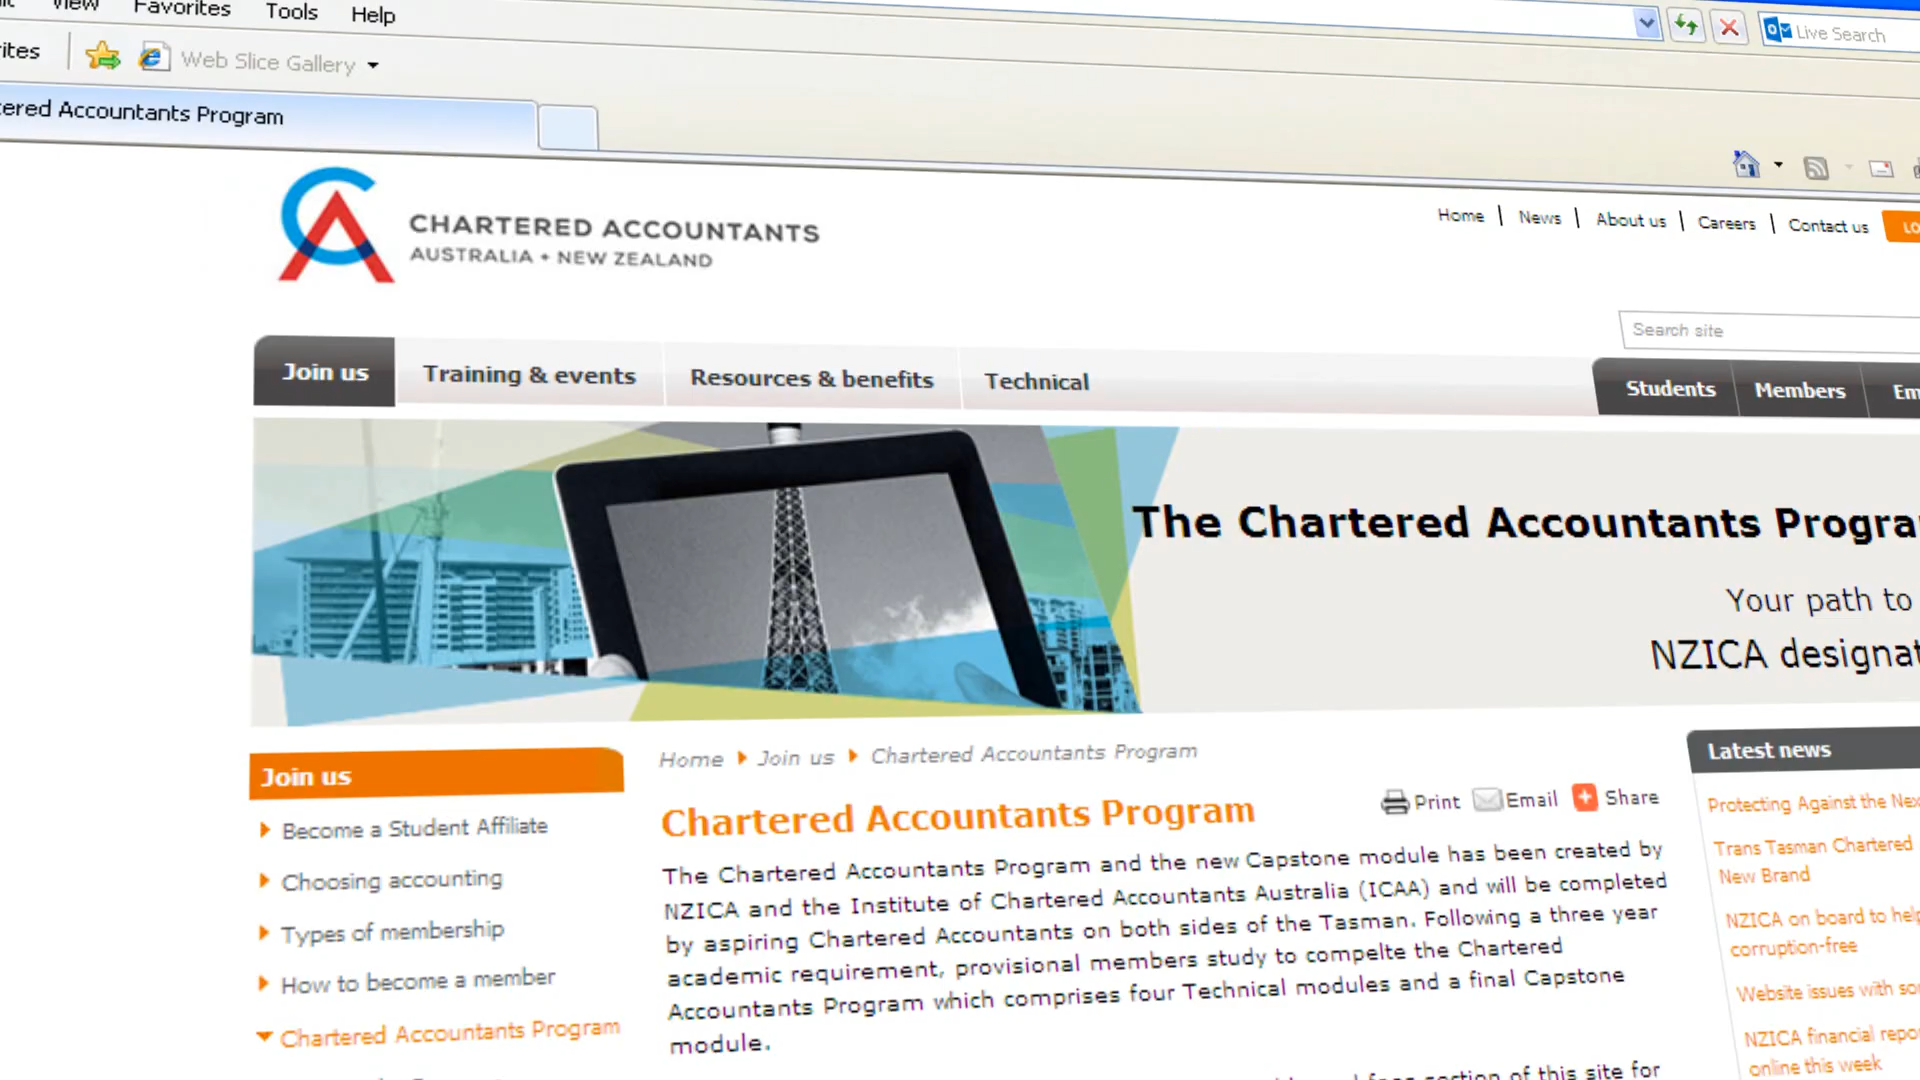 View Favorites Tools Help
Web Slice Gallery
Live Search
Accountants Program
CHARTERED ACCOUNTANTS
AUSTRALIA + NEW ZEALAND
Home | News | About us | Careers | Contact us
Search site
Join us Training & events Resources & benefits Technical Students Members
The Chartered Accountants
Your path to
NZICA
Join us
Become a Student Affiliate
Choosing accounting
Types of membership
How to become a member
Chartered Accountants Program
Home Join us Chartered Accountants Program
Chartered Accountants Program
Print Email Share
The Chartered Accountants Program and the new Capstone module has been created by
NZICA and the Institute of Chartered Accountants Australia (ICAA) and will be completed
by aspiring Chartered Accountants on both sides of the Tasman. Following a three year
academic requirement, provisional members study to compelte the Chartered
Accountants Program which comprises four Technical modules and a final Capstone
module.
section of this site for
Latest news
Protecting Against the
Trans Tasman Chartered
New Brand
NZICA on board to help
corruption-free
Website issues with
NZICA financial
online this week